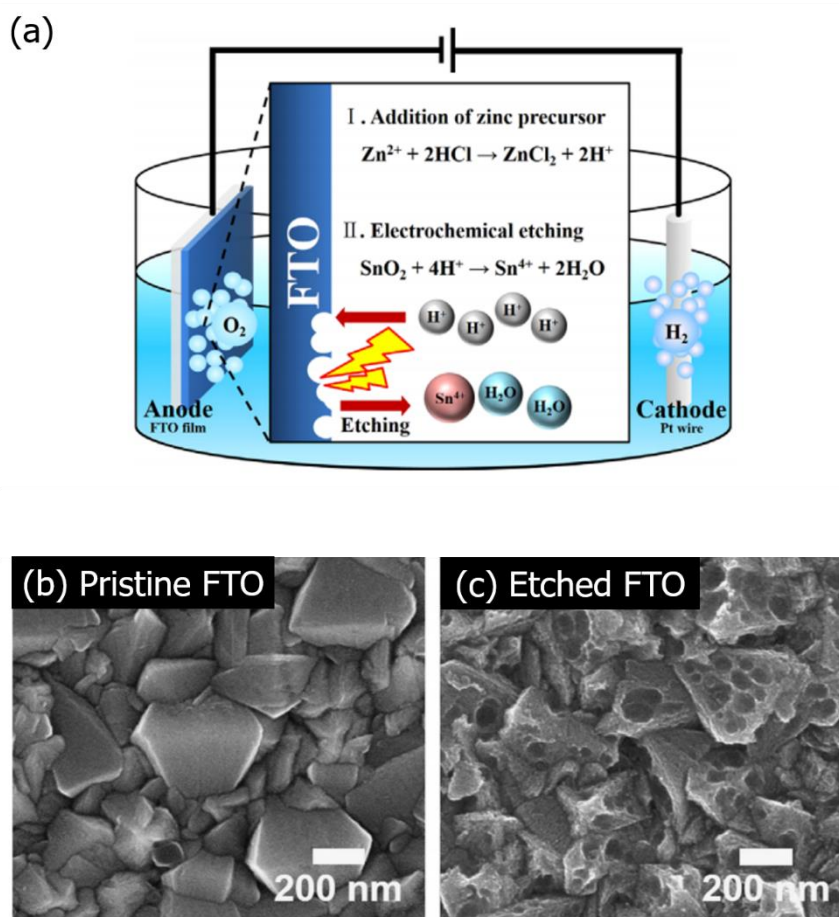 (a)
Ⅰ. Addition of zinc precursor
Zn²⁺ + 2HCl → ZnCl₂ + 2H⁺
FTO
Ⅱ. Electrochemical etching
SnO₂ + 4H⁺ → Sn⁴⁺ + 2H₂O
H⁺
H⁺
H⁺
H⁺
O₂
H₂
Sn⁴⁺
H₂O
H₂O
Etching
Anode
FTO film
Cathode
Pt wire
(b) Pristine FTO
(c) Etched FTO
200 nm
200 nm